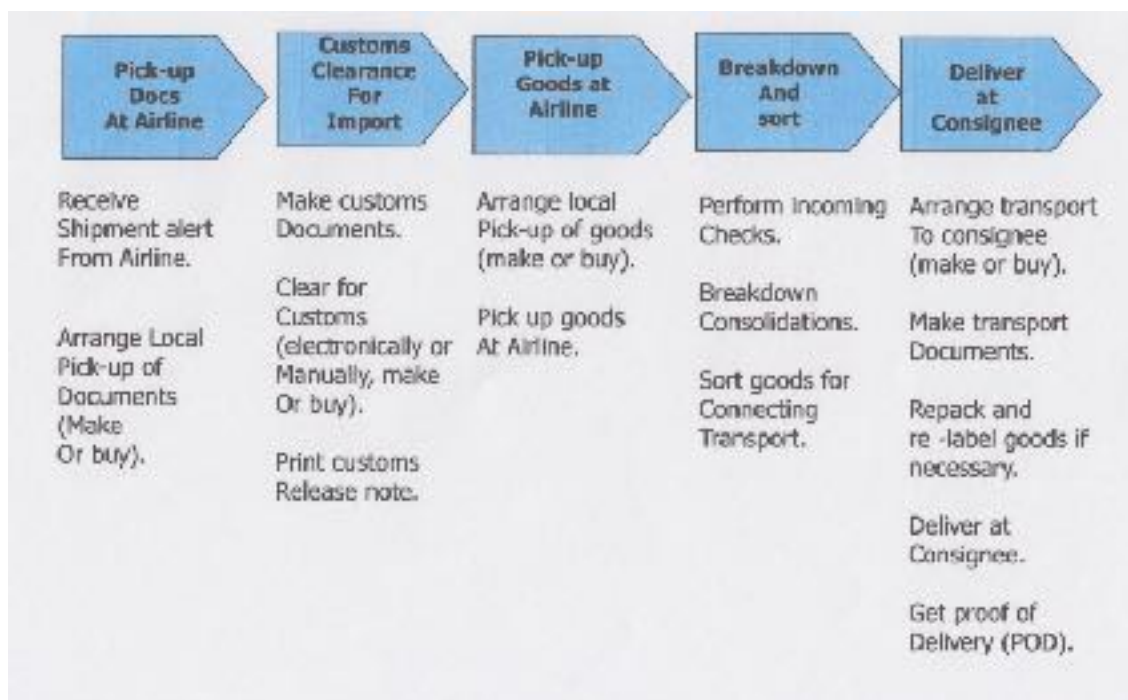 Pick-up
Docs
At Airline
Customs
Clearance
For
Import
Pick-up
Goods at
Airline
Breakdown
And
sort
Deliver
at
Consignee
Receive
Shipment alert
From Airline.
Arrange Local
Pick-up of
Documents
(Make
Or buy).
Make customs
Documents.
Clear for
Customs
(electronically or
Manually, make
Or buy).
Print customs
Release note.
Arrange local
Pick-up of goods
(make or buy).
Pick up goods
At Airline.
Perform incoming
Checks.
Breakdown
Consolidations.
Sort goods for
Connecting
Transport.
Arrange transport
To consignee
(make or buy).
Make transport
Documents.
Repack and
re -label goods if
necessary.
Deliver at
Consignee.
Get proof of
Delivery (POD).